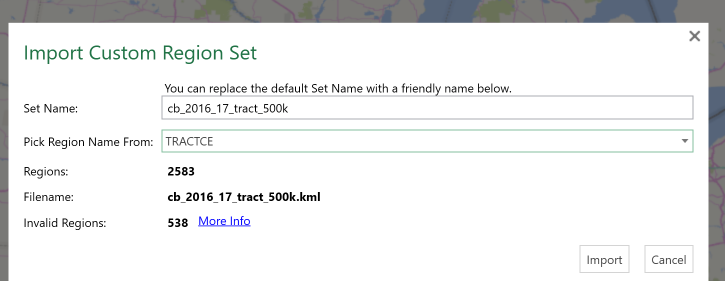 Import Custom Region Set
You can replace the default Set Name with a friendly name below.
Set Name: cb_2016_17_tract_500k
Pick Region Name From: TRACTCE
Regions: 2583
Filename: cb_2016_17_tract_500k.kml
Invalid Regions: 538 More Info
Import Cancel